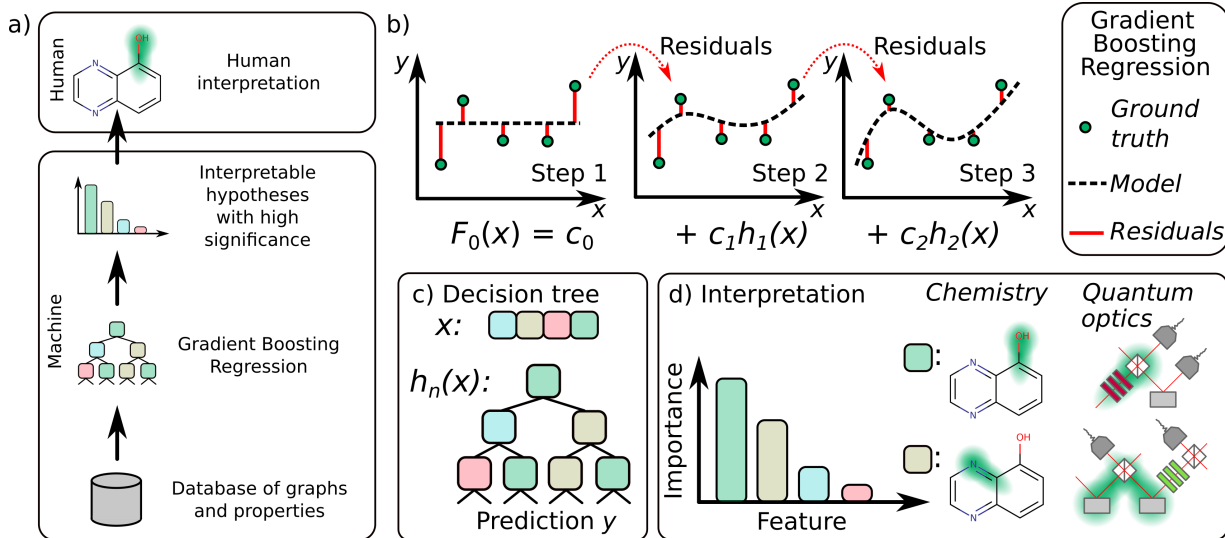 a)
Human
OH
N
N
Human
interpretation
Machine
Interpretable
hypotheses
with high
significance
Gradient Boosting
Regression
Database of graphs
and properties
b)
Residuals
Residuals
y
y
y
Step 1
Step 2
Step 3
x
x
x
F₀(x) = c₀
+ c₁h₁(x)
+ c₂h₂(x)
Gradient
Boosting
Regression
Ground
truth
Model
Residuals
c) Decision tree
x:
hₙ(x):
Prediction y
d) Interpretation
Importance
Feature
Chemistry
Quantum
optics
:
OH
N
N
:
OH
N
N